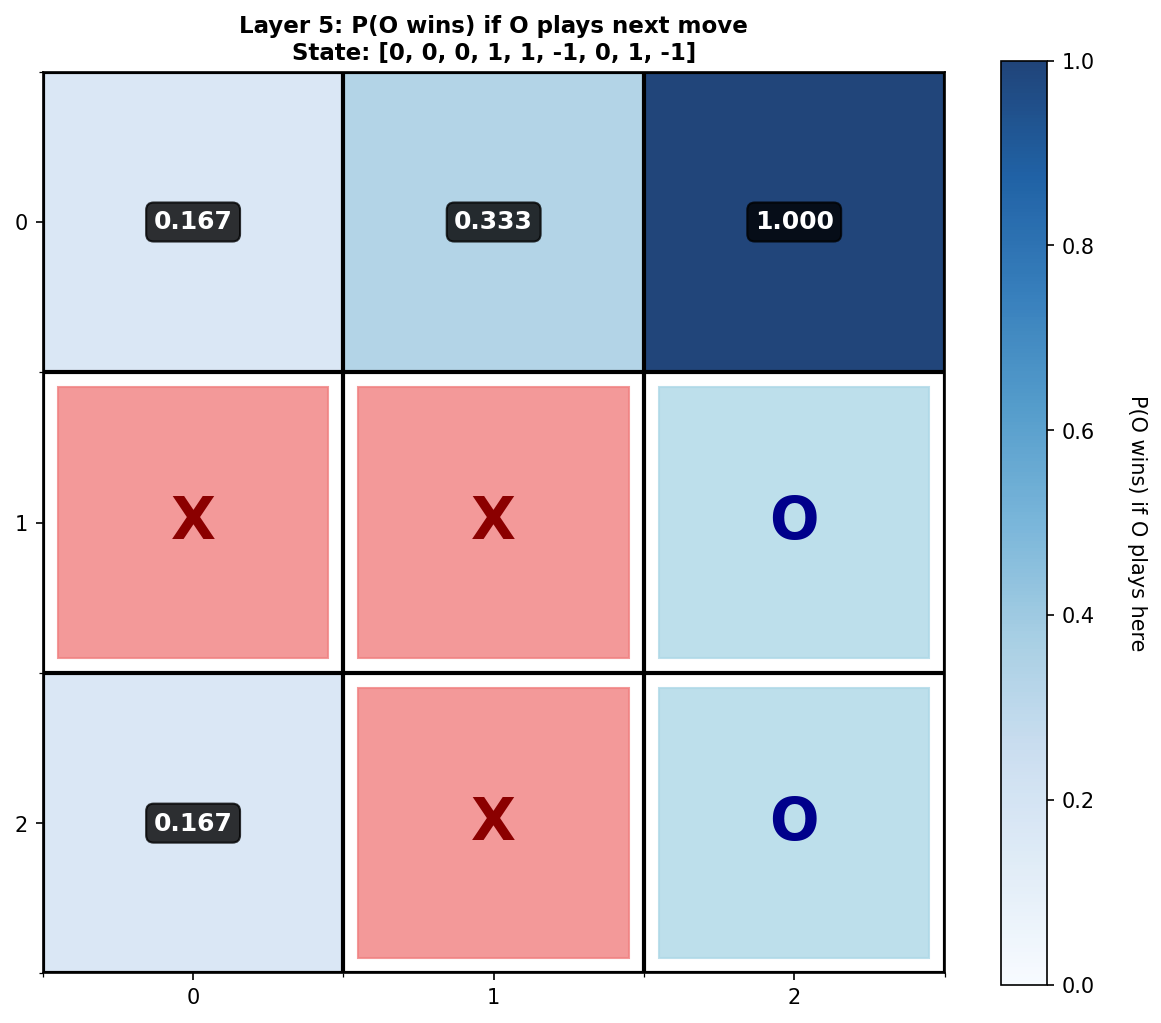 Layer 5: P(O wins) if O plays next move
State: [0, 0, 0, 1, 1, -1, 0, 1, -1]
0
0.167
0.333
1.000
1
X
X
O
2
0.167
X
O
0
1
2
1.0
0.8
0.6
0.4
0.2
0.0
P(O wins) if O plays here